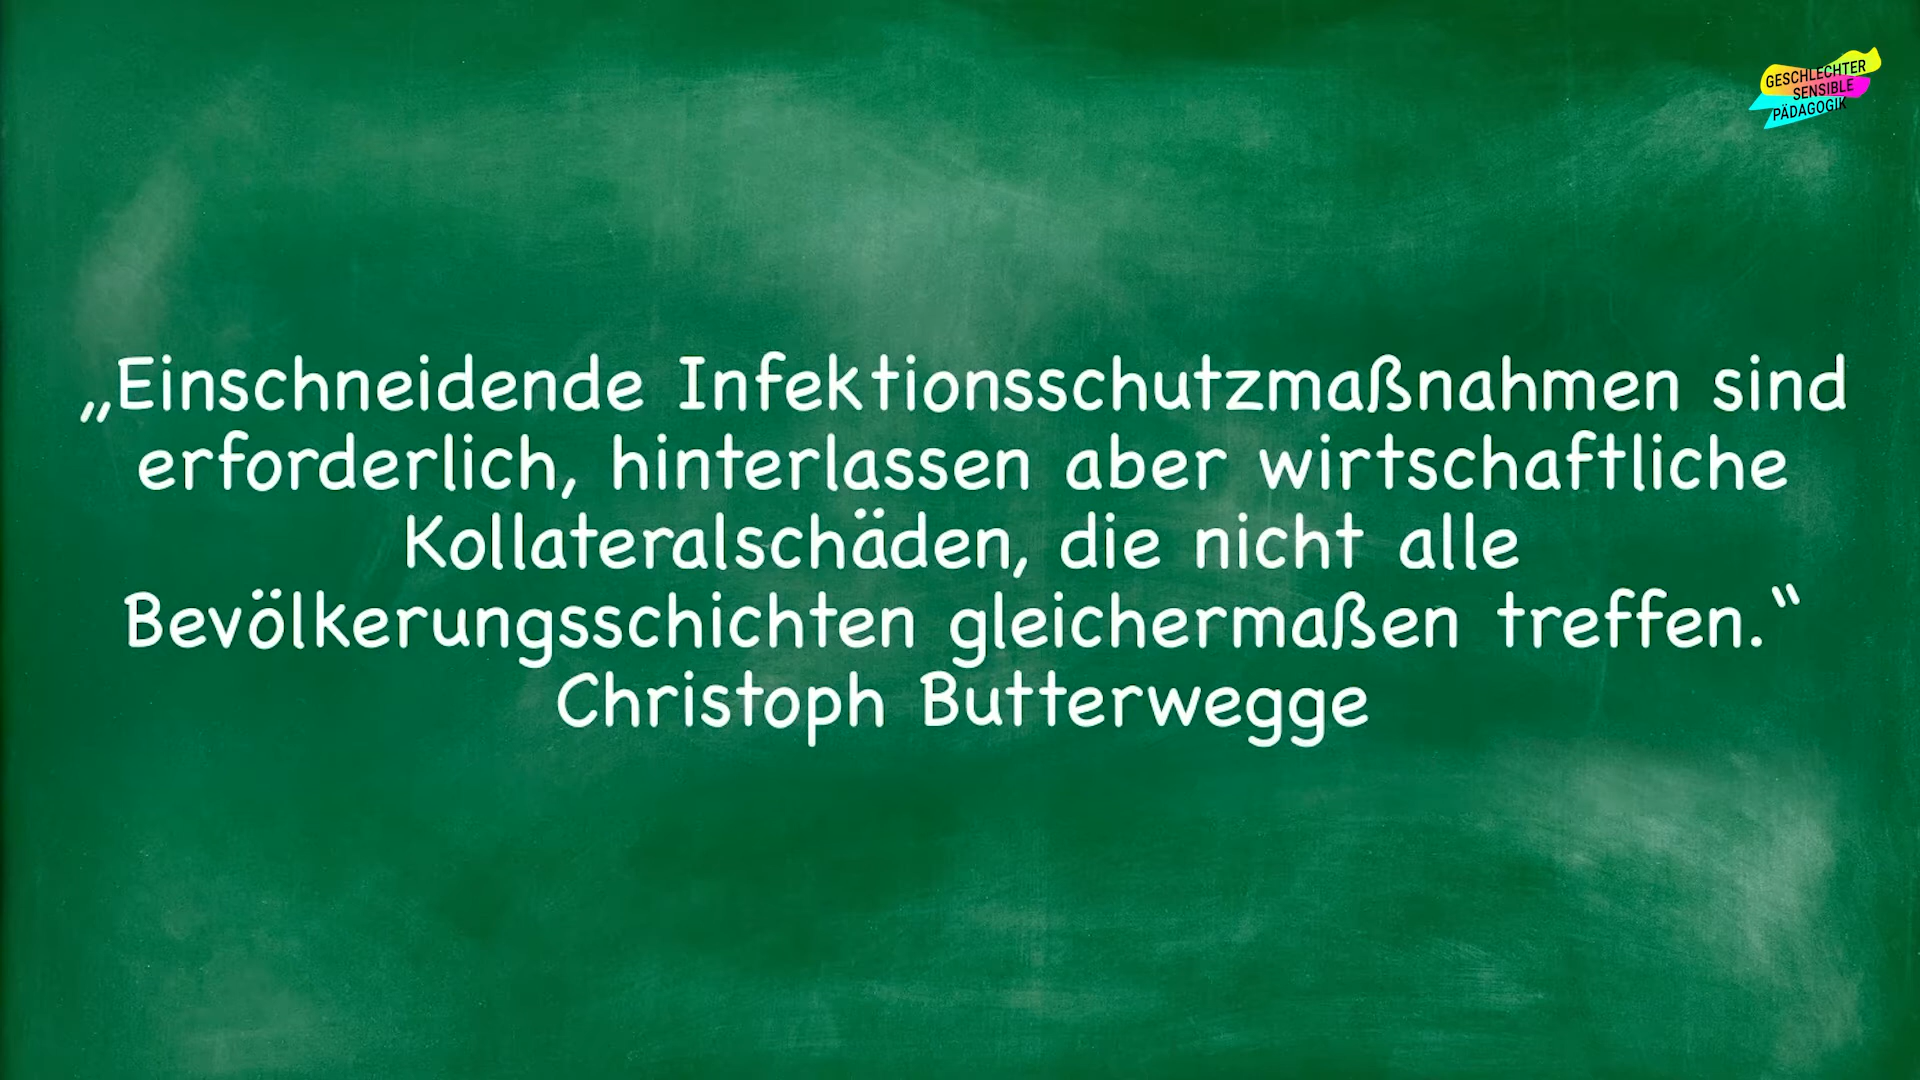 GESCHLECHTER
SENSIBLE
PÄDAGOGIK
„Einschneidende Infektionsschutzmaßnahmen sind
erforderlich, hinterlassen aber wirtschaftliche
Kollateralschäden, die nicht alle
Bevölkerungsschichten gleichermaßen treffen.“
Christoph Butterwegge